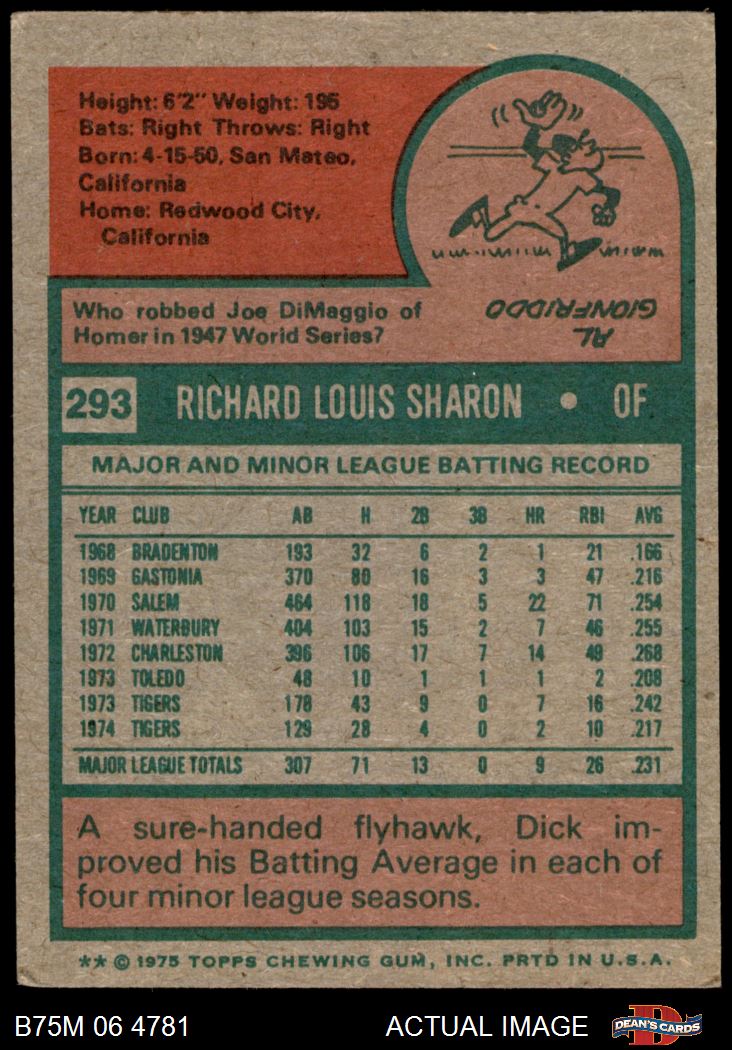 Height: 6'2" Weight: 195
Bats: Right Throws: Right
Born: 4-15-50, San Mateo,
California
Home: Redwood City,
California
Who robbed Joe DiMaggio of
Homer in 1947 World Series?
AL
GIONFRIDDO
293 RICHARD LOUIS SHARON • OF
MAJOR AND MINOR LEAGUE BATTING RECORD
YEAR CLUB AB H 2B 3B HR RBI AVG
1968 BRADENTON 193 32 6 2 1 21 .166
1969 GASTONIA 370 80 16 3 3 47 .216
1970 SALEM 464 118 18 5 22 71 .254
1971 WATERBURY 404 103 15 2 7 46 .255
1972 CHARLESTON 396 106 17 7 14 49 .268
1973 TOLEDO 48 10 1 1 1 2 .208
1973 TIGERS 178 43 9 0 7 16 .242
1974 TIGERS 129 28 4 0 2 10 .217
MAJOR LEAGUE TOTALS 307 71 13 0 9 26 .231
A sure-handed flyhawk, Dick im-
proved his Batting Average in each of
four minor league seasons.
** © 1975 TOPPS CHEWING GUM, INC. PRTD IN U.S.A.
B75M 06 4781 ACTUAL IMAGE
D
DEAN'S CARDS